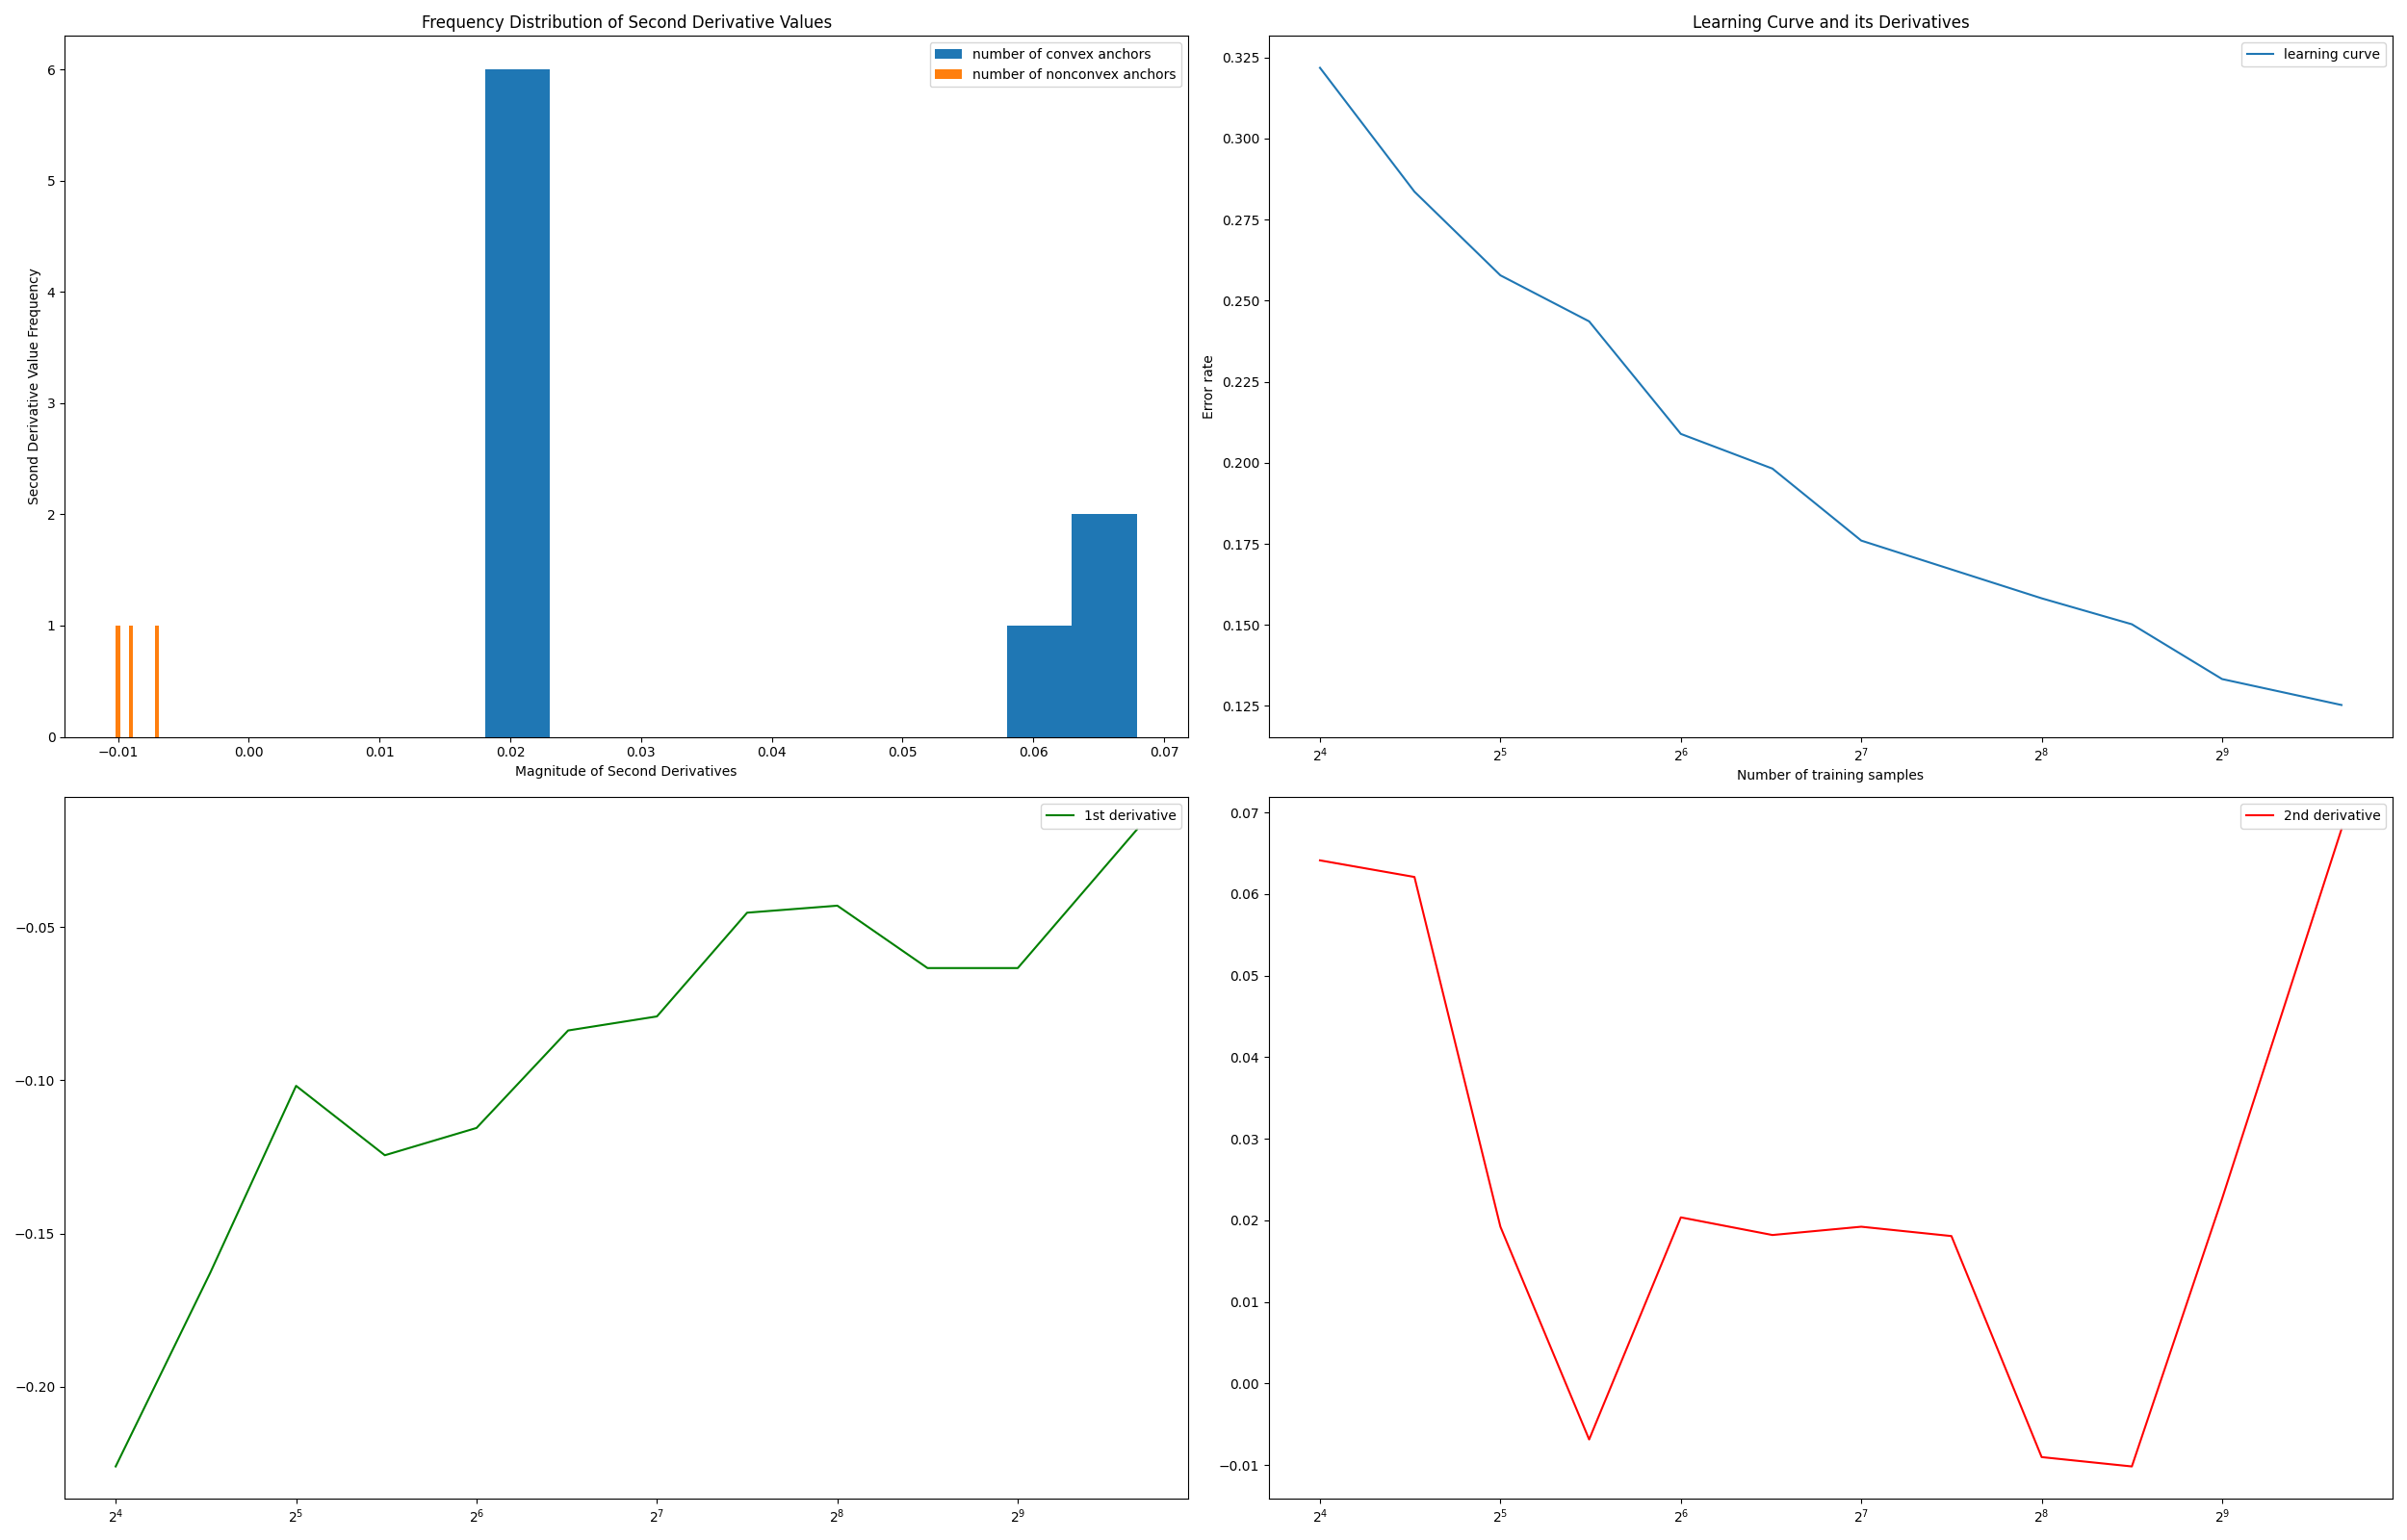 Frequency Distribution of Second Derivative Values
number of convex anchors
number of nonconvex anchors
Second Derivative Value Frequency
6
5
4
3
2
1
0
−0.01 0.00 0.01 0.02 0.03 0.04 0.05 0.06 0.07
Magnitude of Second Derivatives
Learning Curve and its Derivatives
learning curve
Error rate
0.325
0.300
0.275
0.250
0.225
0.200
0.175
0.150
0.125
2⁴ 2⁵ 2⁶ 2⁷ 2⁸ 2⁹
Number of training samples
1st derivative
−0.05
−0.10
−0.15
−0.20
2⁴ 2⁵ 2⁶ 2⁷ 2⁸ 2⁹
2nd derivative
0.07
0.06
0.05
0.04
0.03
0.02
0.01
0.00
−0.01
2⁴ 2⁵ 2⁶ 2⁷ 2⁸ 2⁹